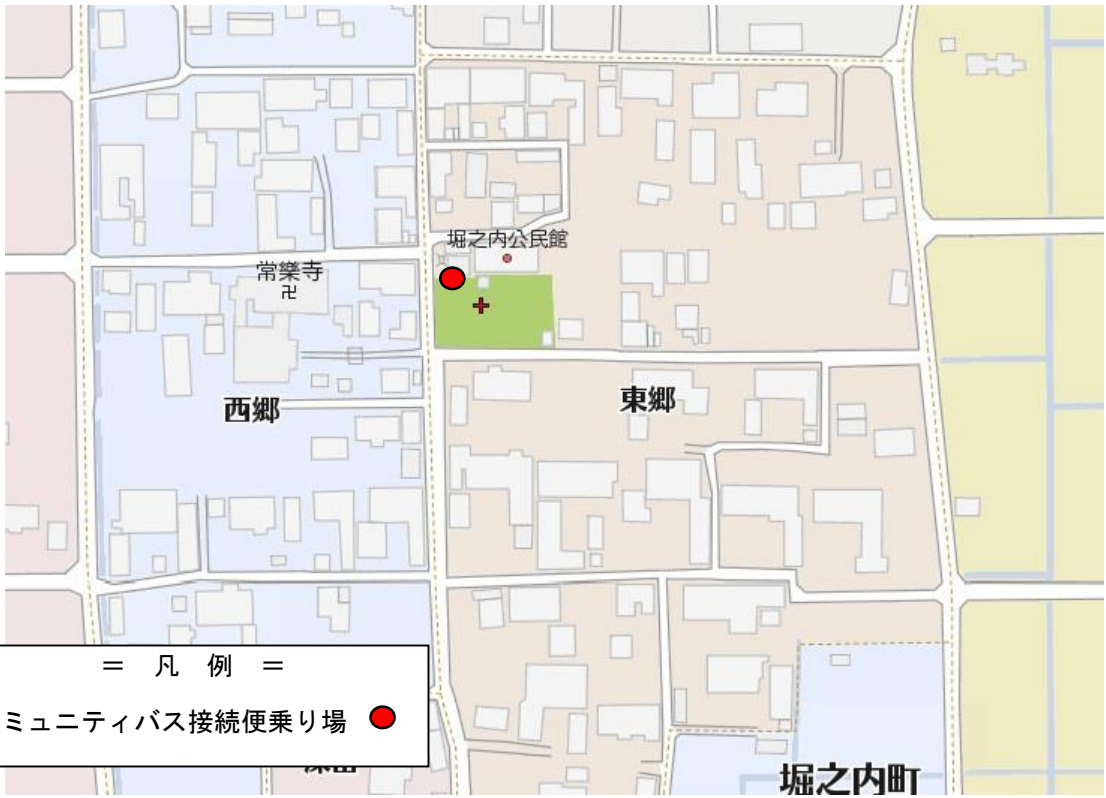 堀之内公民館
常樂寺
卍
西郷
東郷
= 凡 例 =
ミュニティバス接続便乗り場
堀之内町